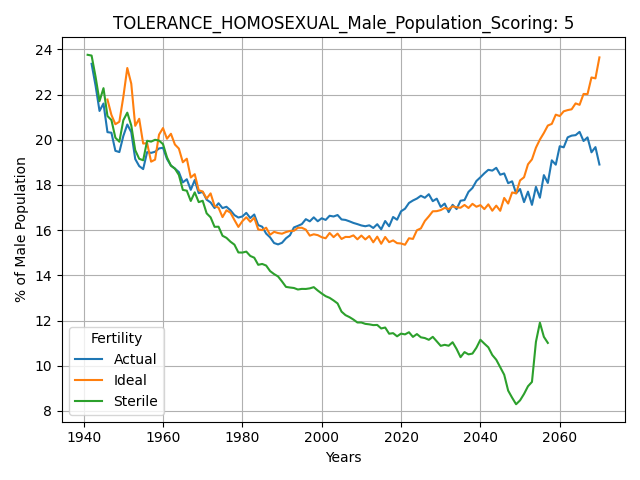 TOLERANCE_HOMOSEXUAL_Male_Population_Scoring: 5
% of Male Population
24
22
20
18
16
14
12
10
8
Fertility
Actual
Ideal
Sterile
1940 1960 1980 2000 2020 2040 2060
Years